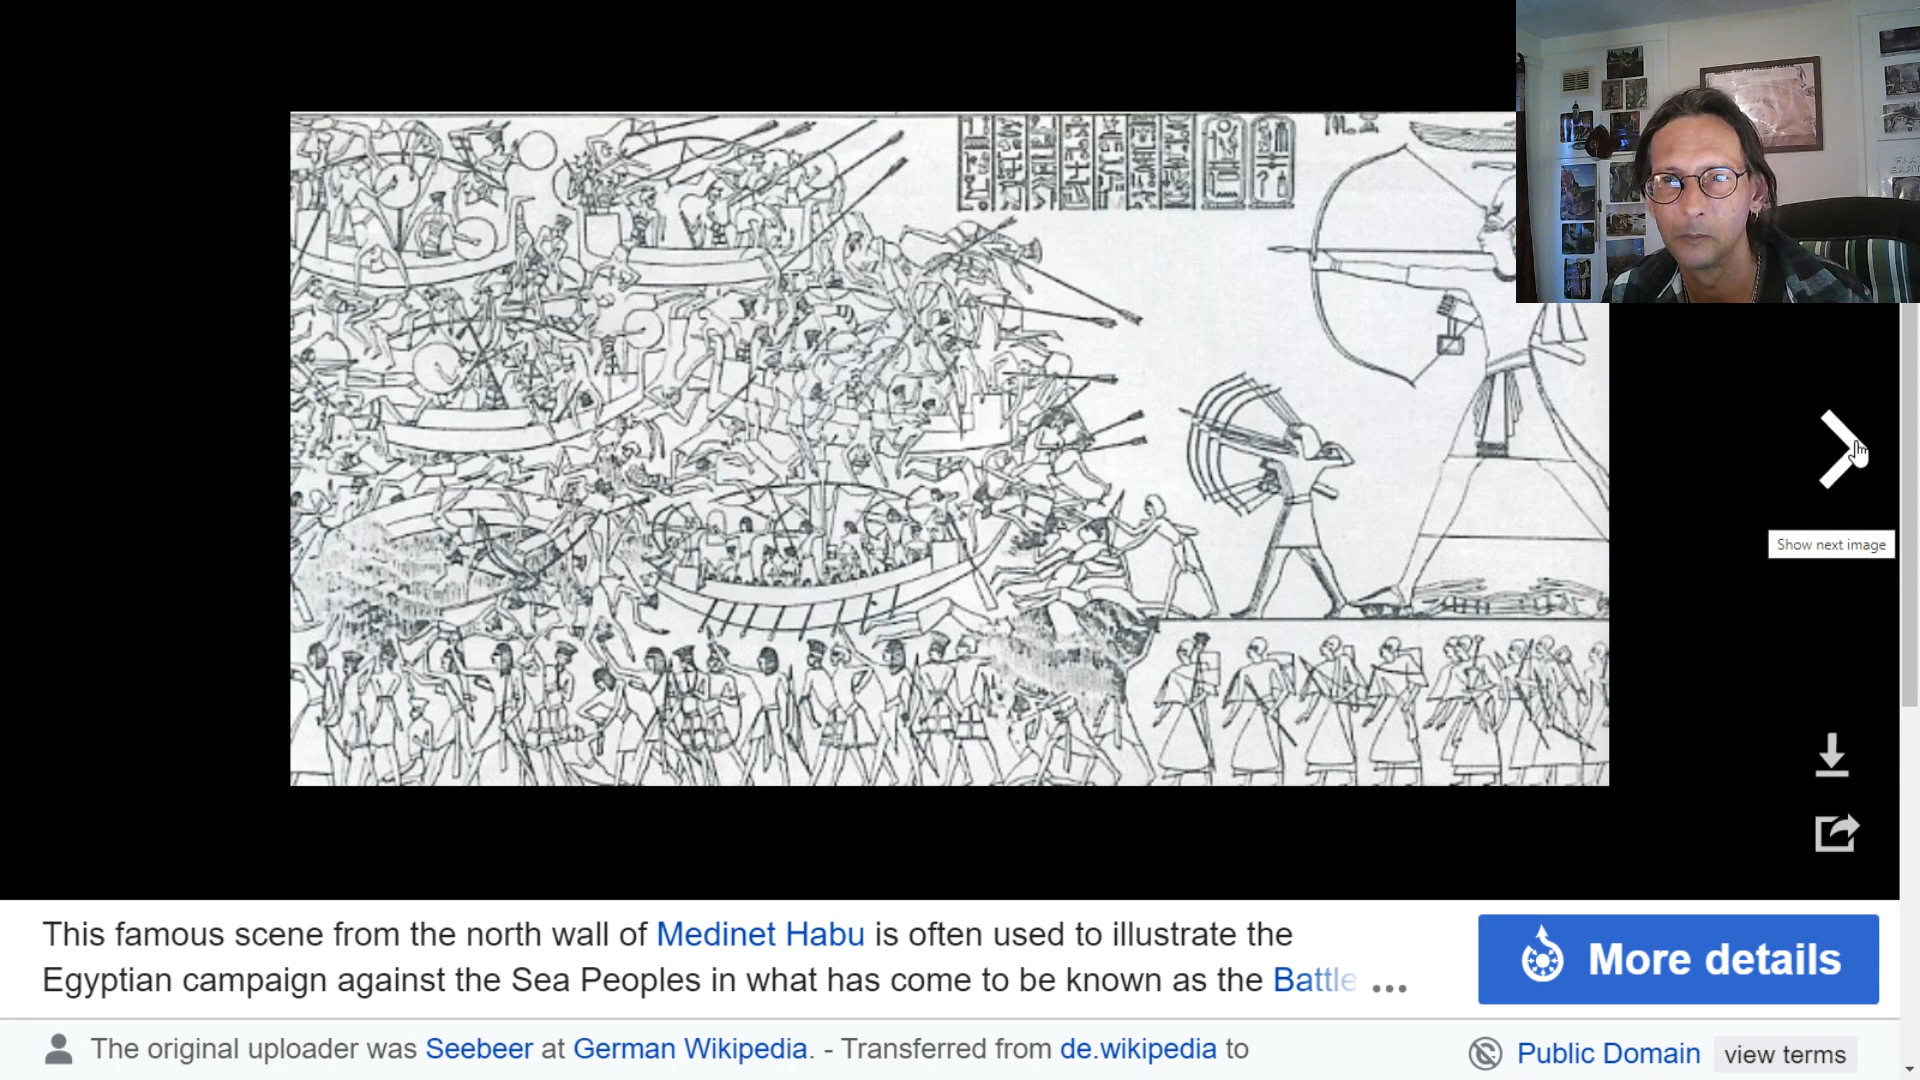 Show next image
This famous scene from the north wall of Medinet Habu is often used to illustrate the
Egyptian campaign against the Sea Peoples in what has come to be known as the Battle ...
More details
The original uploader was Seebeer at German Wikipedia. - Transferred from de.wikipedia to
Public Domain
view terms